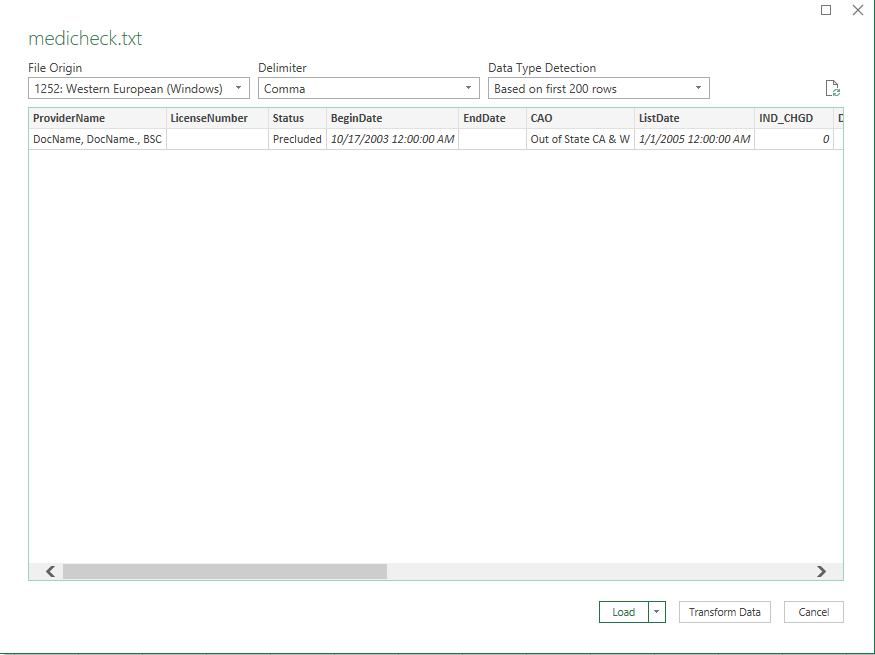 medicheck.txt
File Origin Delimiter Data Type Detection
1252: Western European (Windows) Comma Based on first 200 rows
ProviderName LicenseNumber Status BeginDate EndDate CAO ListDate IND_CHGD D
DocName, DocName., BSC Precluded 10/17/2003 12:00:00 AM Out of State CA & W 1/1/2005 12:00:00 AM 0
Load Transform Data Cancel